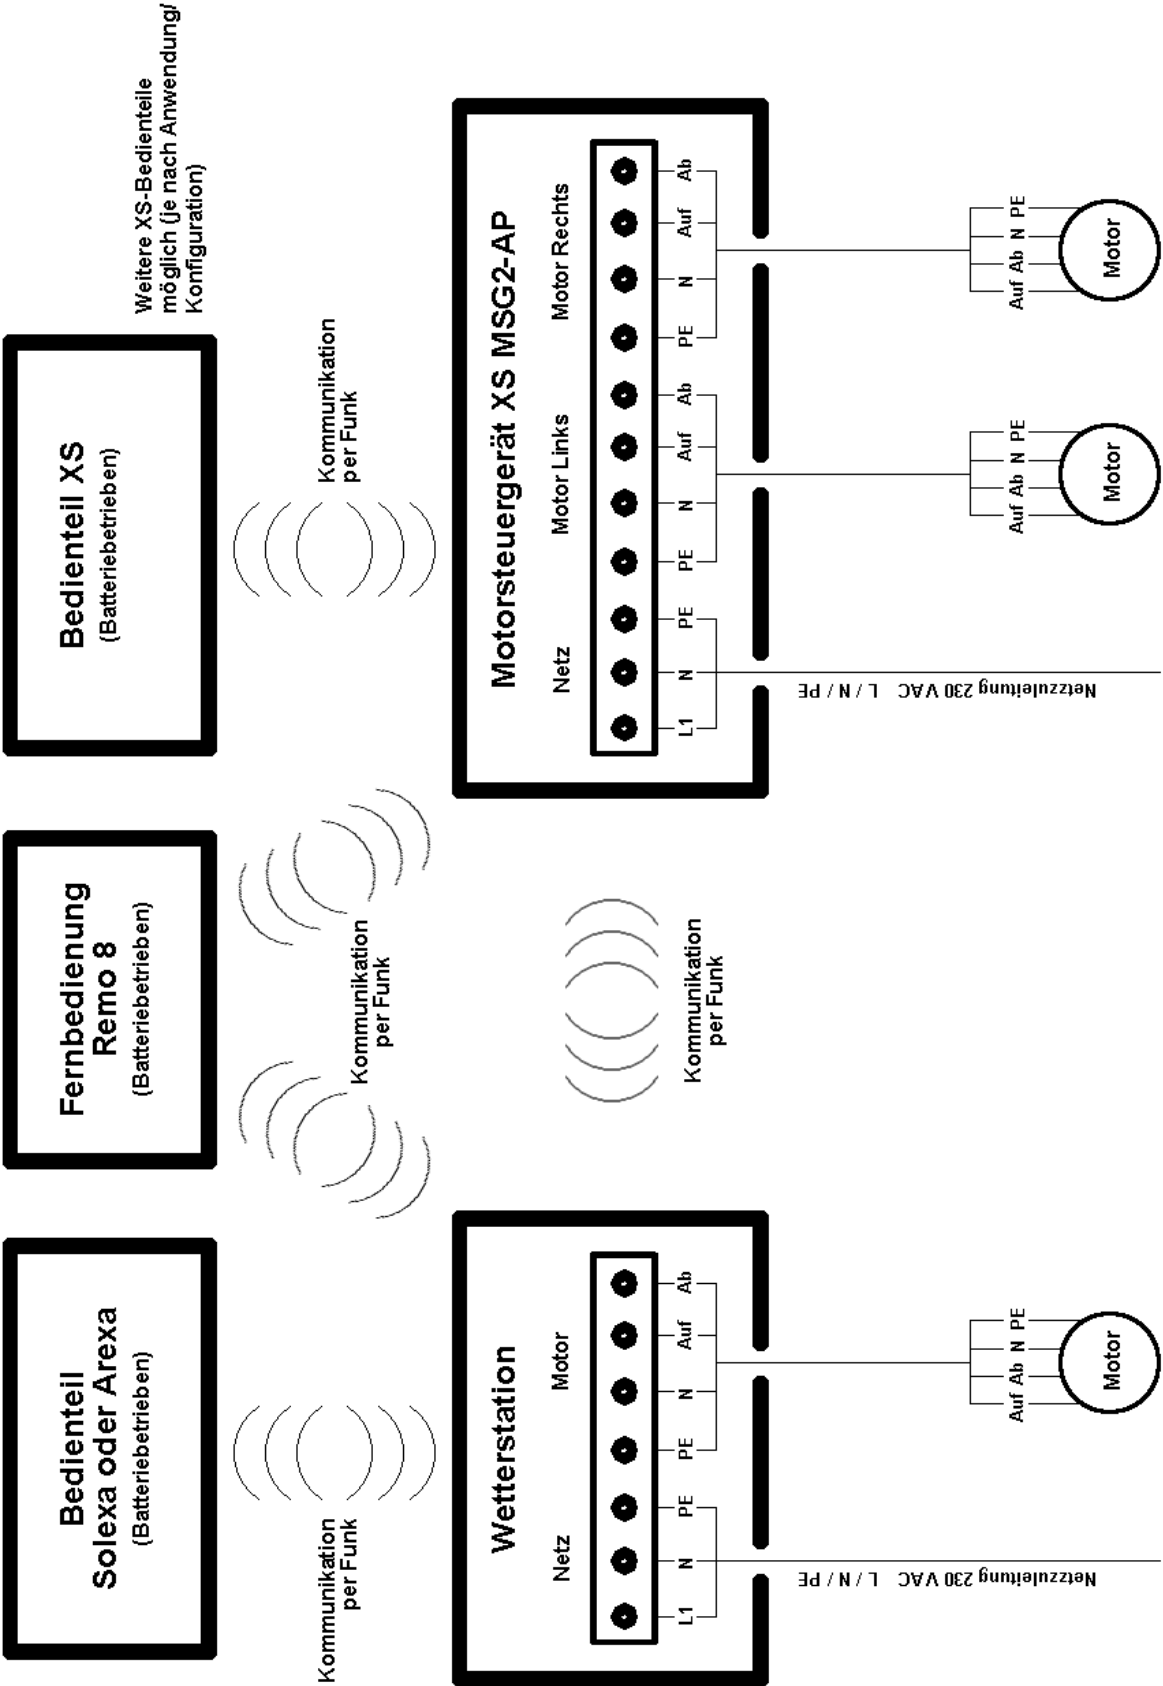 Bedienteil
Solexa oder Arexa
(Batteriebetrieben)
Fernbedienung
Remo 8
(Batteriebetrieben)
Bedienteil XS
(Batteriebetrieben)
Weitere XS-Bedienteile
möglich (je nach Anwendung/
Konfiguration)
Kommunikation
per Funk
Kommunikation
per Funk
Kommunikation
per Funk
Kommunikation
per Funk
Wetterstation
Netz
Motor
L1
N
PE
PE
N
Auf
Ab
Netzzuleitung 230 VAC L / N / PE
Auf
Ab
N
PE
Motor
Motorsteuergerät XS MSG2-AP
Netz
Motor Links
Motor Rechts
L1
N
PE
PE
N
Auf
Ab
PE
N
Auf
Ab
Netzzuleitung 230 VAC L / N / PE
Auf
Ab
N
PE
Motor
Auf
Ab
N
PE
Motor